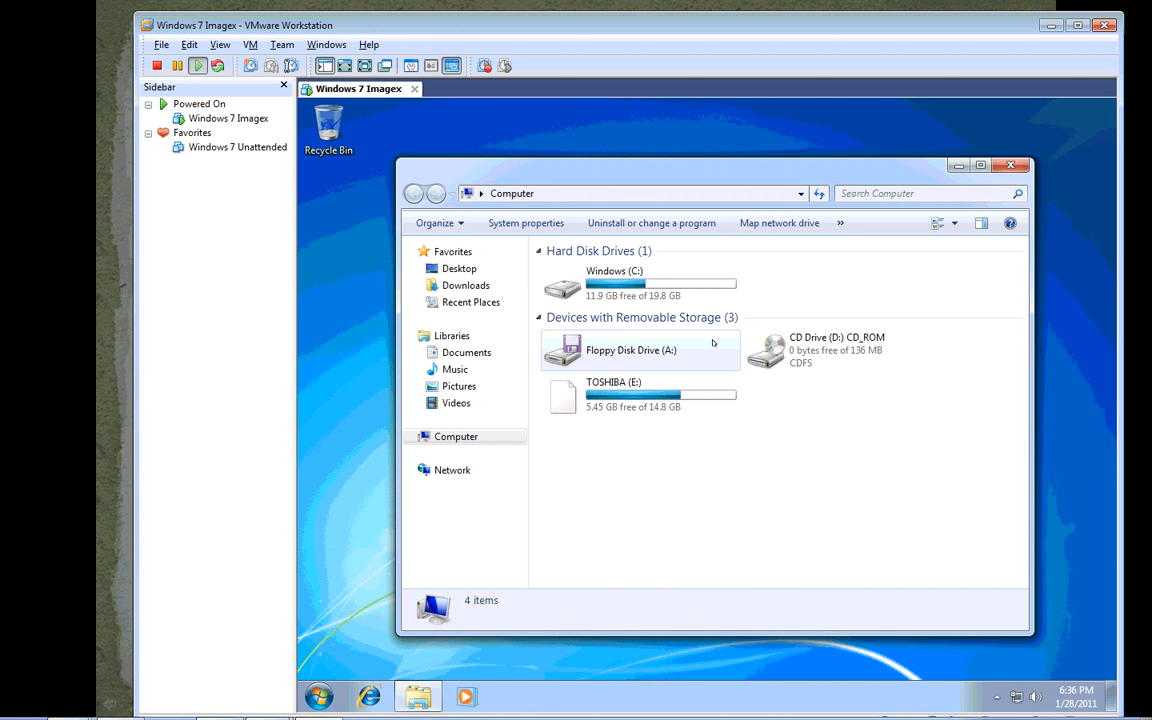 Windows 7 Imagex - VMware Workstation
File Edit View VM Team Windows Help
Sidebar
Powered On
Windows 7 Imagex
Favorites
Windows 7 Unattended
Windows 7 Imagex
Recycle Bin
Computer
Search Computer
Organize System properties Uninstall or change a program Map network drive »
Favorites
Desktop
Downloads
Recent Places
Libraries
Documents
Music
Pictures
Videos
Computer
Network
Hard Disk Drives (1)
Windows (C:)
11.9 GB free of 19.8 GB
Devices with Removable Storage (3)
Floppy Disk Drive (A:)
CD Drive (D:) CD_ROM
0 bytes free of 136 MB
CDFS
TOSHIBA (E:)
5.45 GB free of 14.8 GB
4 items
6:36 PM
1/28/2011